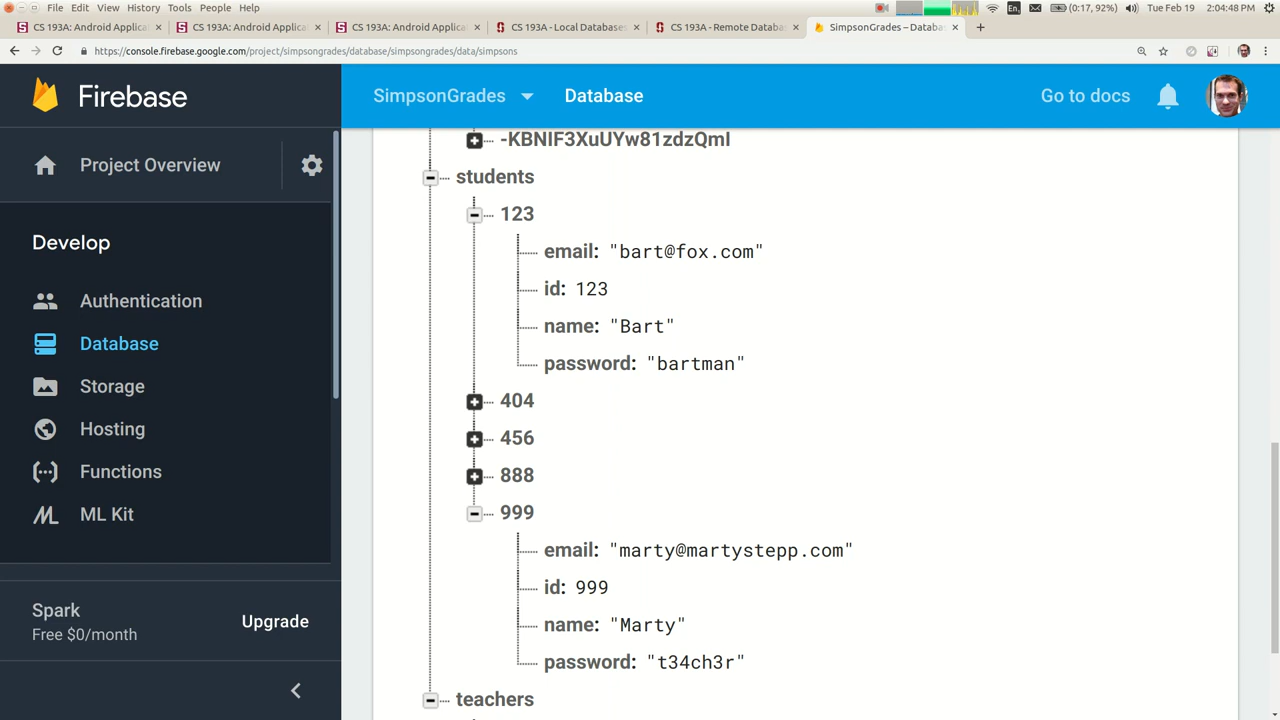 File Edit View History Tools People Help
En (0:17, 92%) Tue Feb 19 2:04:48 PM
CS 193A: Android Applica × CS 193A: Android Applica × CS 193A: Android Applica × CS 193A - Local Databases × CS 193A - Remote Databa × SimpsonGrades – Databa ×
https://console.firebase.google.com/project/simpsongrades/database/simpsongrades/data/simpsons
Firebase
SimpsonGrades Database Go to docs
Project Overview
Develop
Authentication
Database
Storage
Hosting
Functions
ML Kit
Spark
Free $0/month
Upgrade
-KBNIF3XuUYw81zdzQmI
students
123
email: "bart@fox.com"
id: 123
name: "Bart"
password: "bartman"
404
456
888
999
email: "marty@martystepp.com"
id: 999
name: "Marty"
password: "t34ch3r"
teachers